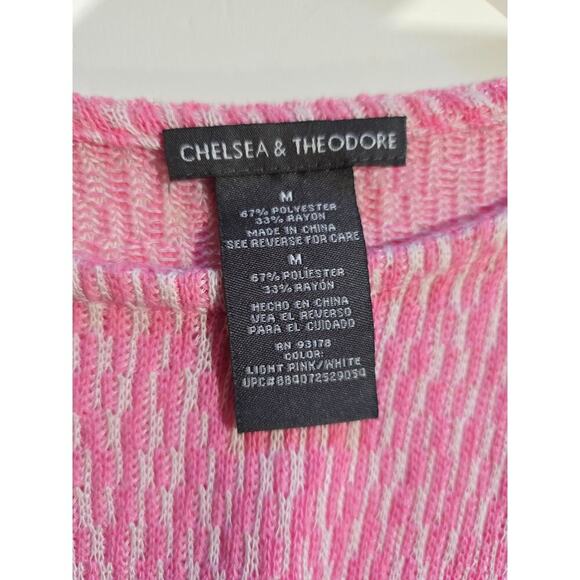 CHELSEA & THEODORE
M
67% POLYESTER
33% RAYON
MADE IN CHINA
SEE REVERSE FOR CARE
M
67% POLIESTER
33% RAYÓN
HECHO EN CHINA
VEA EL REVERSO
PARA EL CUIDADO
RN 93178
COLOR:
LIGHT PINK/WHITE
UPC#884072529054